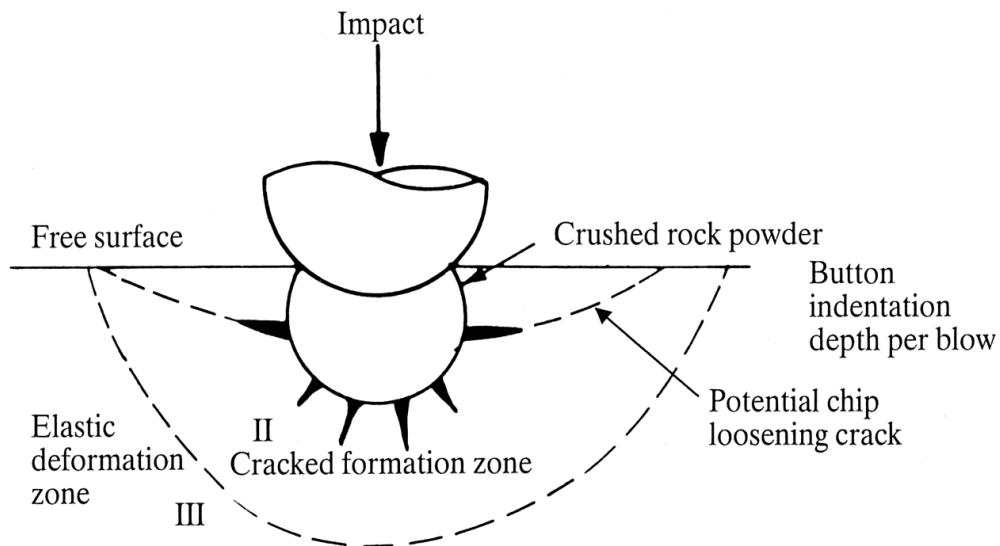 Impact
Free surface
Crushed rock powder
Button
indentation
depth per blow
Potential chip
loosening crack
Elastic
deformation
zone
II
Cracked formation zone
III